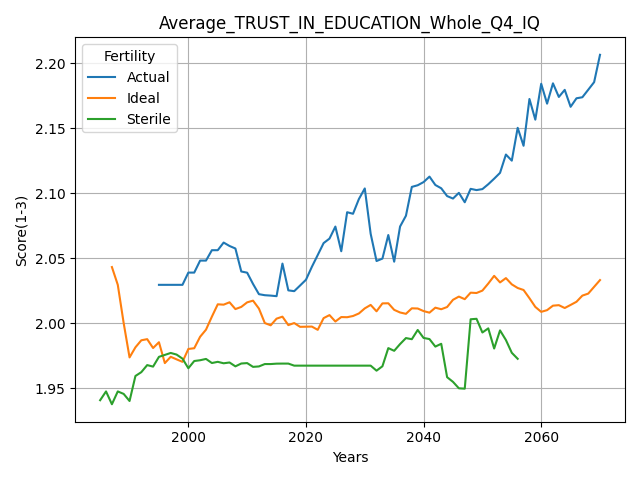 Average_TRUST_IN_EDUCATION_Whole_Q4_IQ
Fertility
Actual
Ideal
Sterile
2.20
2.15
2.10
2.05
2.00
1.95
Score(1-3)
2000 2020 2040 2060
Years